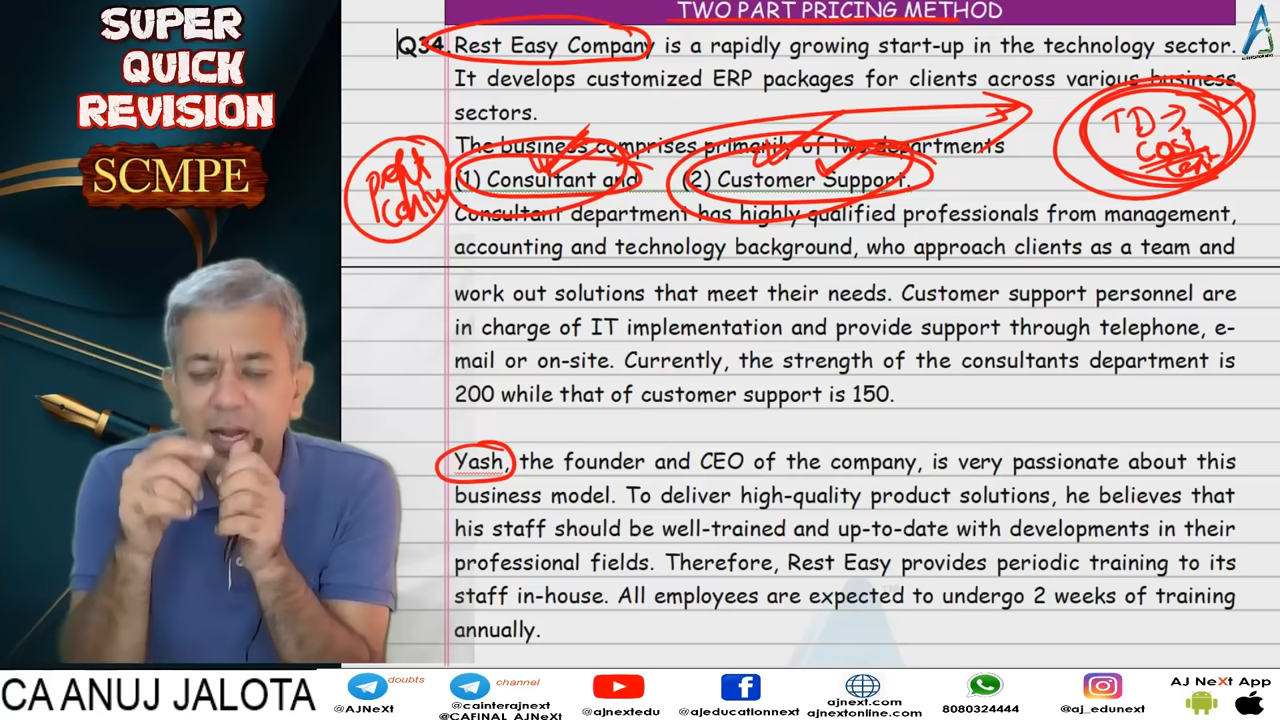 SUPER
QUICK
REVISION
SCMPE
TWO PART PRICING METHOD
Q34. Rest Easy Company is a rapidly growing start-up in the technology sector.
It develops customized ERP packages for clients across various business
sectors.
The business comprises primarily of two departments
(1) Consultant and (2) Customer Support.
Consultant department has highly qualified professionals from management,
accounting and technology background, who approach clients as a team and
work out solutions that meet their needs. Customer support personnel are
in charge of IT implementation and provide support through telephone, e-
mail or on-site. Currently, the strength of the consultants department is
200 while that of customer support is 150.
Yash, the founder and CEO of the company, is very passionate about this
business model. To deliver high-quality product solutions, he believes that
his staff should be well-trained and up-to-date with developments in their
professional fields. Therefore, Rest Easy provides periodic training to its
staff in-house. All employees are expected to undergo 2 weeks of training
annually.
TD →
Cost
CA ANUJ JALOTA
doubts
@AJNeXt
channel
@cainterajnext
@CAFINAL_AJNeXt
@ajnextedu
@ajeducationnext
ajnext.com
ajnextonline.com
8080324444
@aj_edunext
AJ NeXt App